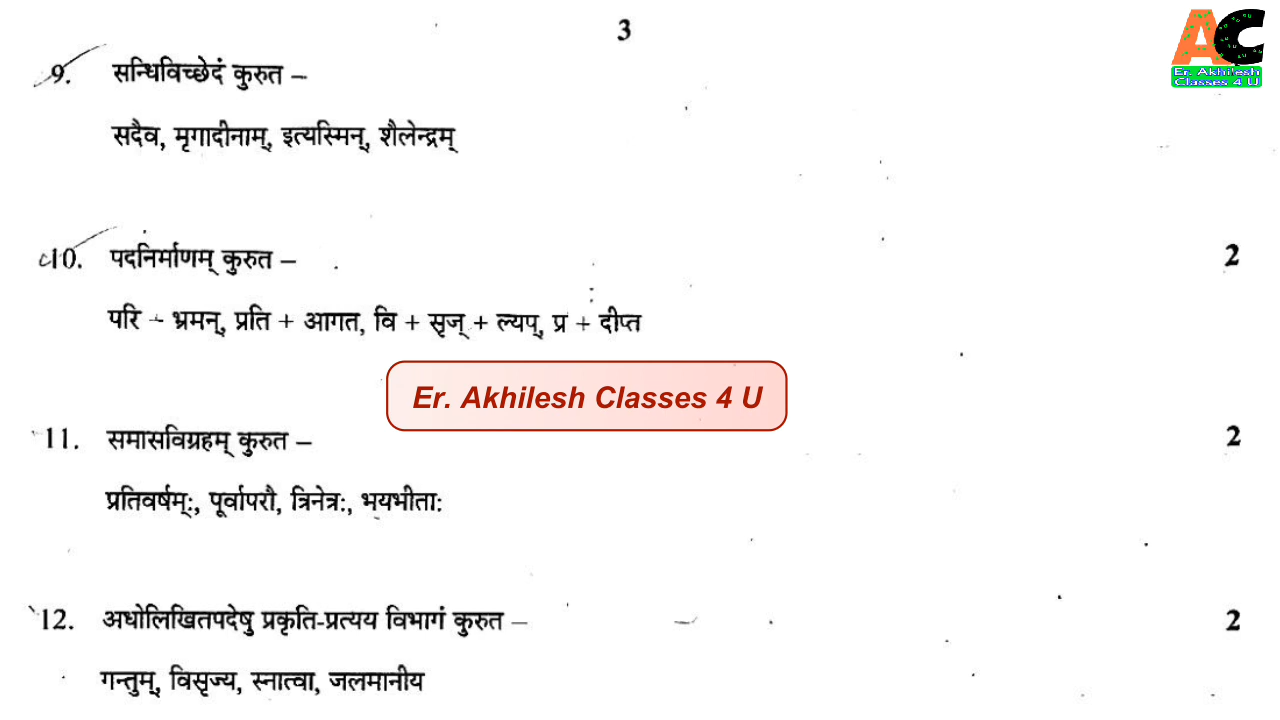 3
AC
Er. Akhilesh
Classes 4 U
9. सन्धिविच्छेदं कुरुत –
सदैव, मृगादीनाम्, इत्यस्मिन्, शैलेन्द्रम्
10. पदनिर्माणम् कुरुत – 2
परि + भ्रमन्, प्रति + आगत, वि + सृज् + ल्यप्, प्र + दीप्त
Er. Akhilesh Classes 4 U
11. समासविग्रहम् कुरुत – 2
प्रतिवर्षम्:, पूर्वापरौ, त्रिनेत्र:, भयभीता:
12. अधोलिखितपदेषु प्रकृति-प्रत्यय विभागं कुरुत – 2
गन्तुम्, विसृज्य, स्नात्वा, जलमानीय